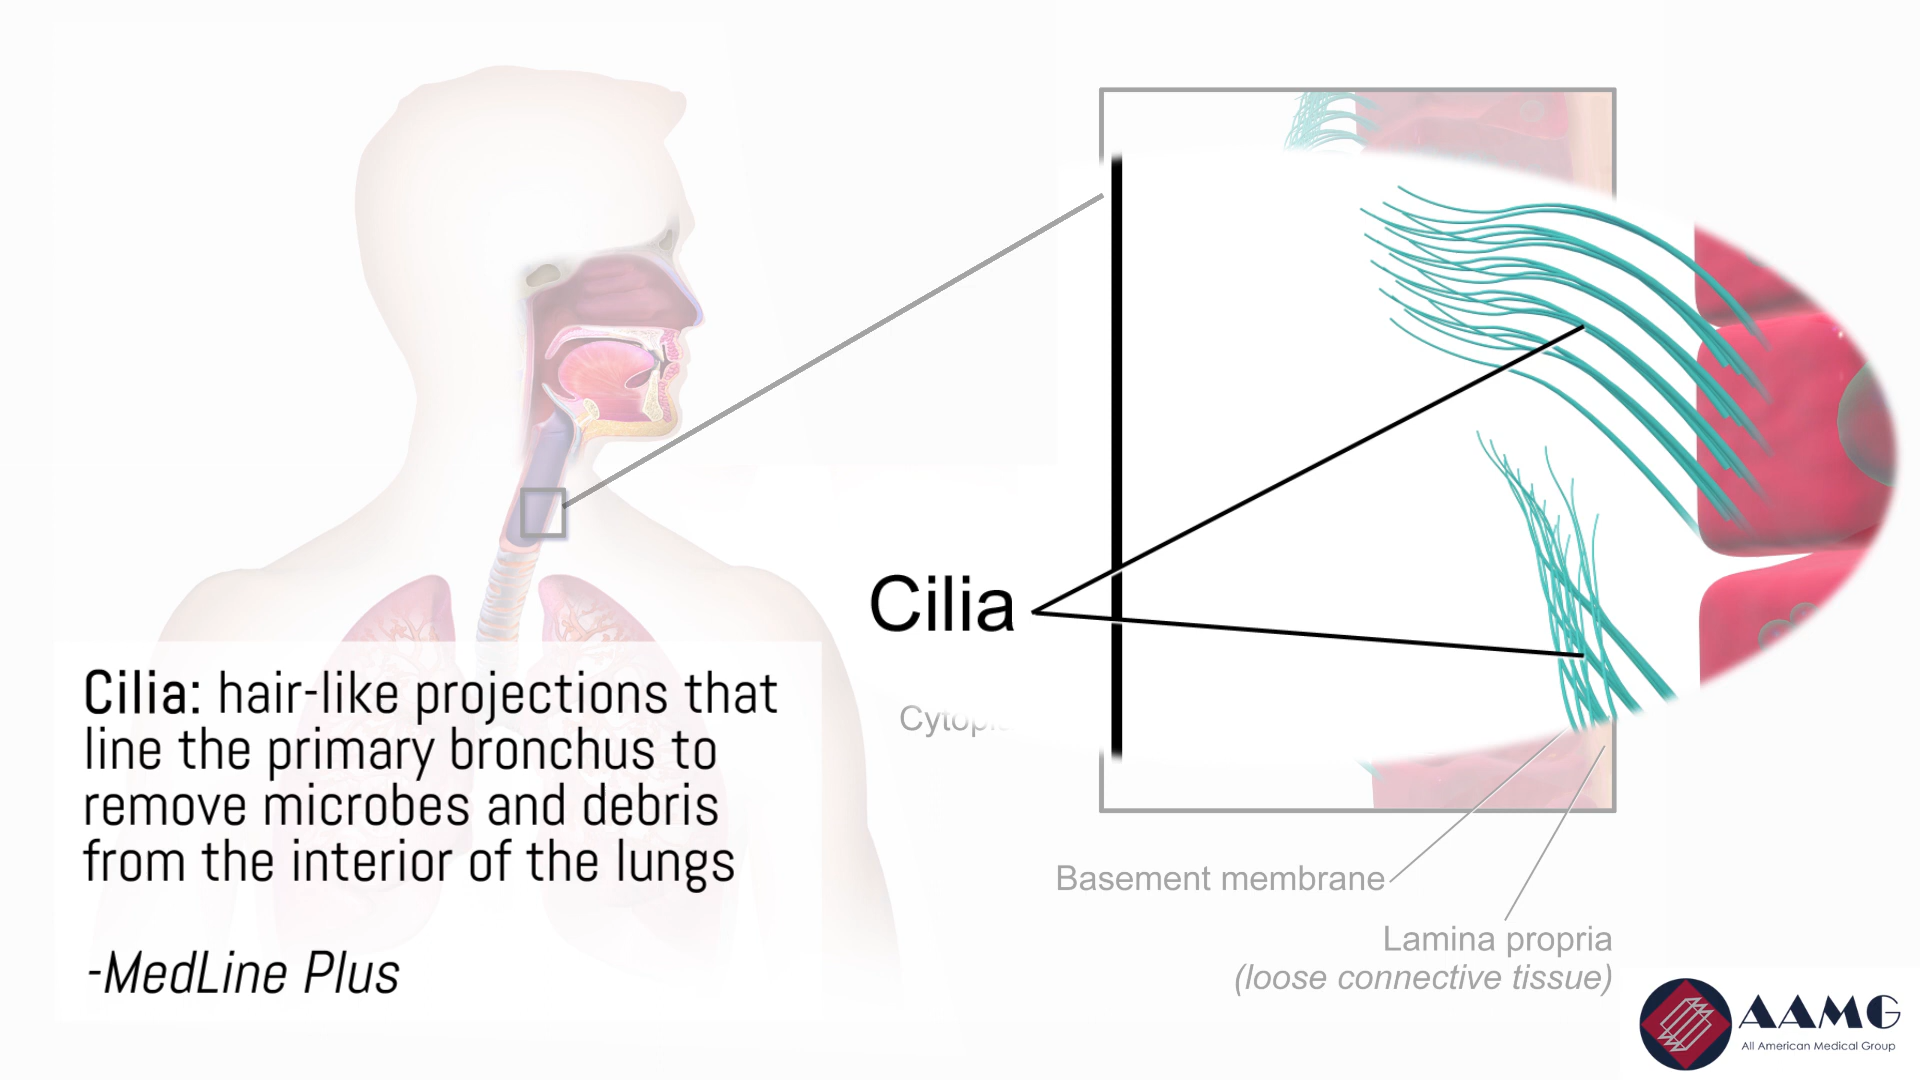 Cilia
Cilia: hair-like projections that
line the primary bronchus to
remove microbes and debris
from the interior of the lungs
-MedLine Plus
Basement membrane
Lamina propria
(loose connective tissue)
AAMG
All American Medical Group